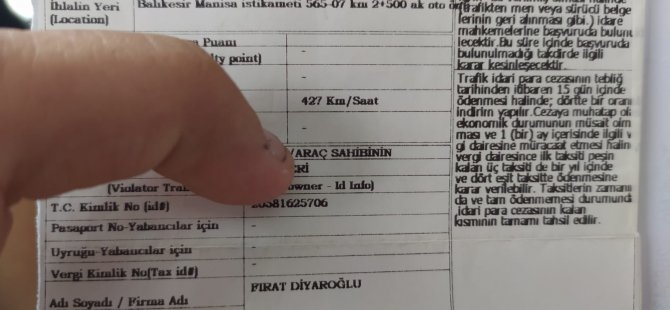 İhlalin Yeri
(Location)
Balıkesir Manisa istikameti 565-07 km 2+500 ak oto
Puanı
point)
-
427 Km/Saat
-
ARAÇ SAHİBİNİN
(Violator
owner - Id Info)
T.C. Kimlik No (id#)
581625706
Pasaport No-Yabancılar için
-
Uyruğu-Yabancılar için
-
Vergi Kimlik No(Tax id#)
-
Adı Soyadı / Firma Adı
FIRAT DİYAROĞLU
(trafikten men veya sürücü belge
lerinin geri alınması gibi.) idare
mahkemelerine başvuruda bulunu
lecektir.Bu süre içinde başvuruda
bulunulmadığı takdirde ilgili
karar kesinleşecektir.
Trafik idari para cezasının tebliğ
tarihinden itibaren 15 gün içinde
ödenmesi halinde; dörtte bir oranı
indirim yapılır.Cezaya muhatap ol
ekonomik durumunun müsait olm
ması ve 1 (bir) ay içerisinde ilgili v
gi dairesine müracaat etmesi halin
vergi dairesince ilk taksiti peşin
kalan üç taksiti de bir yıl içinde
ve dört eşit taksitte ödenmesine
karar verilebilir. Taksitlerin zamanı
da ve tam ödenmemesi durumund
,idari para cezasının kalan
kısmının tamamı tahsil edilir.